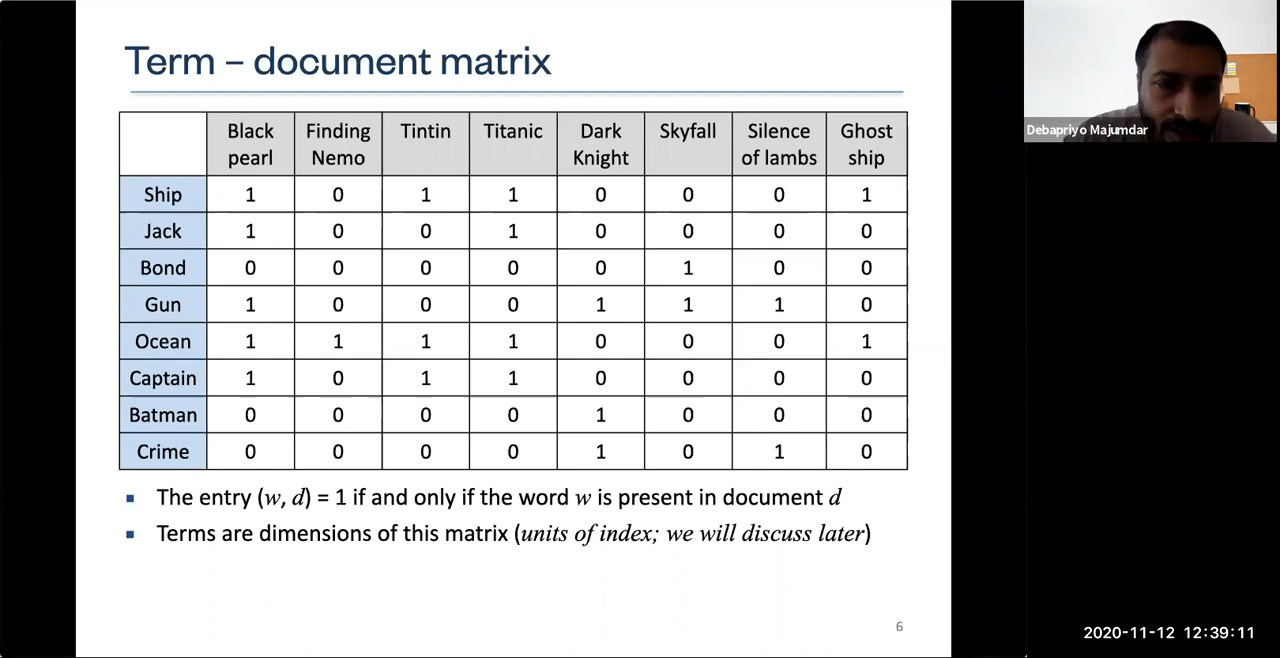 Term – document matrix
Black pearl Finding Nemo Tintin Titanic Dark Knight Skyfall Silence of lambs Ghost ship
Ship 1 0 1 1 0 0 0 1
Jack 1 0 0 1 0 0 0 0
Bond 0 0 0 0 0 1 0 0
Gun 1 0 0 0 1 1 1 0
Ocean 1 1 1 1 0 0 0 1
Captain 1 0 1 1 0 0 0 0
Batman 0 0 0 0 1 0 0 0
Crime 0 0 0 0 1 0 1 0
▪ The entry (w, d) = 1 if and only if the word w is present in document d
▪ Terms are dimensions of this matrix (units of index; we will discuss later)
6
Debapriyo Majumdar
2020-11-12 12:39:11